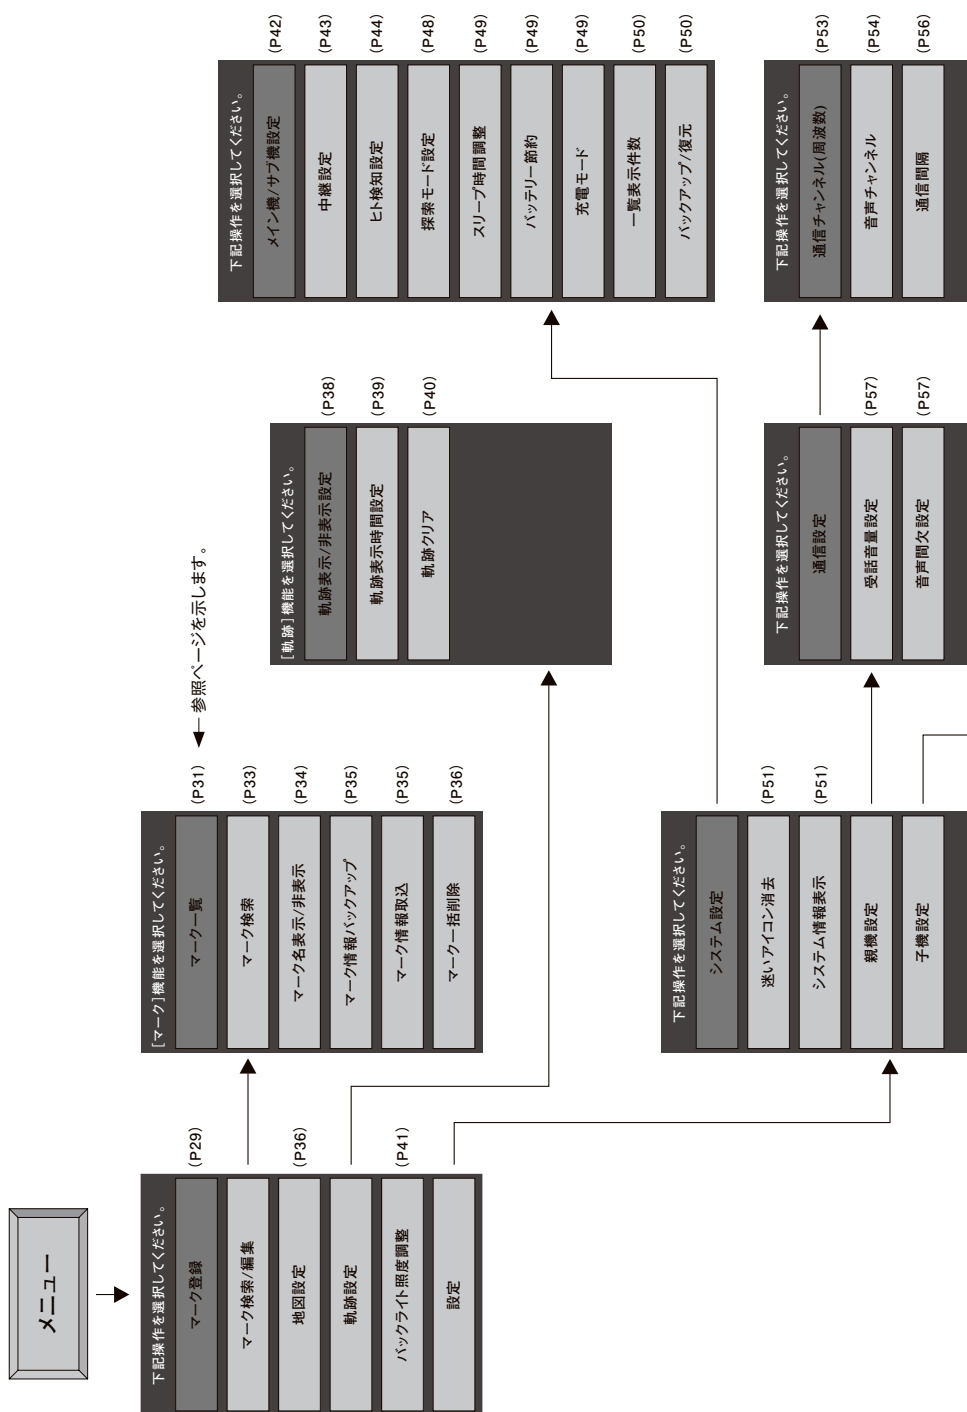 メニュー
下記操作を選択してください。
マーク登録 (P29)
マーク検索/編集
地図設定 (P36)
軌跡設定
バックライト照度調整 (P41)
設定
[マーク]機能を選択してください。
マーク一覧 (P31)
← 参照ページを示します。
マーク検索 (P33)
マーク名表示/非表示 (P34)
マーク情報バックアップ (P35)
マーク情報取込 (P35)
マーク一括削除 (P36)
[軌跡]機能を選択してください。
軌跡表示/非表示設定 (P38)
軌跡表示時間設定 (P39)
軌跡クリア (P40)
下記操作を選択してください。
システム設定
迷いアイコン消去 (P51)
システム情報表示 (P51)
親機設定
子機設定
下記操作を選択してください。
メイン機/サブ機設定 (P42)
中継設定 (P43)
ヒト検知設定 (P44)
探索モード設定 (P48)
スリープ時間調整 (P49)
バッテリー節約 (P49)
充電モード (P49)
一覧表示件数 (P50)
バックアップ/復元 (P50)
下記操作を選択してください。
通信設定
受話音量設定 (P57)
音声間欠設定 (P57)
下記操作を選択してください。
通信チャンネル(周波数) (P53)
音声チャンネル (P54)
通信間隔 (P56)